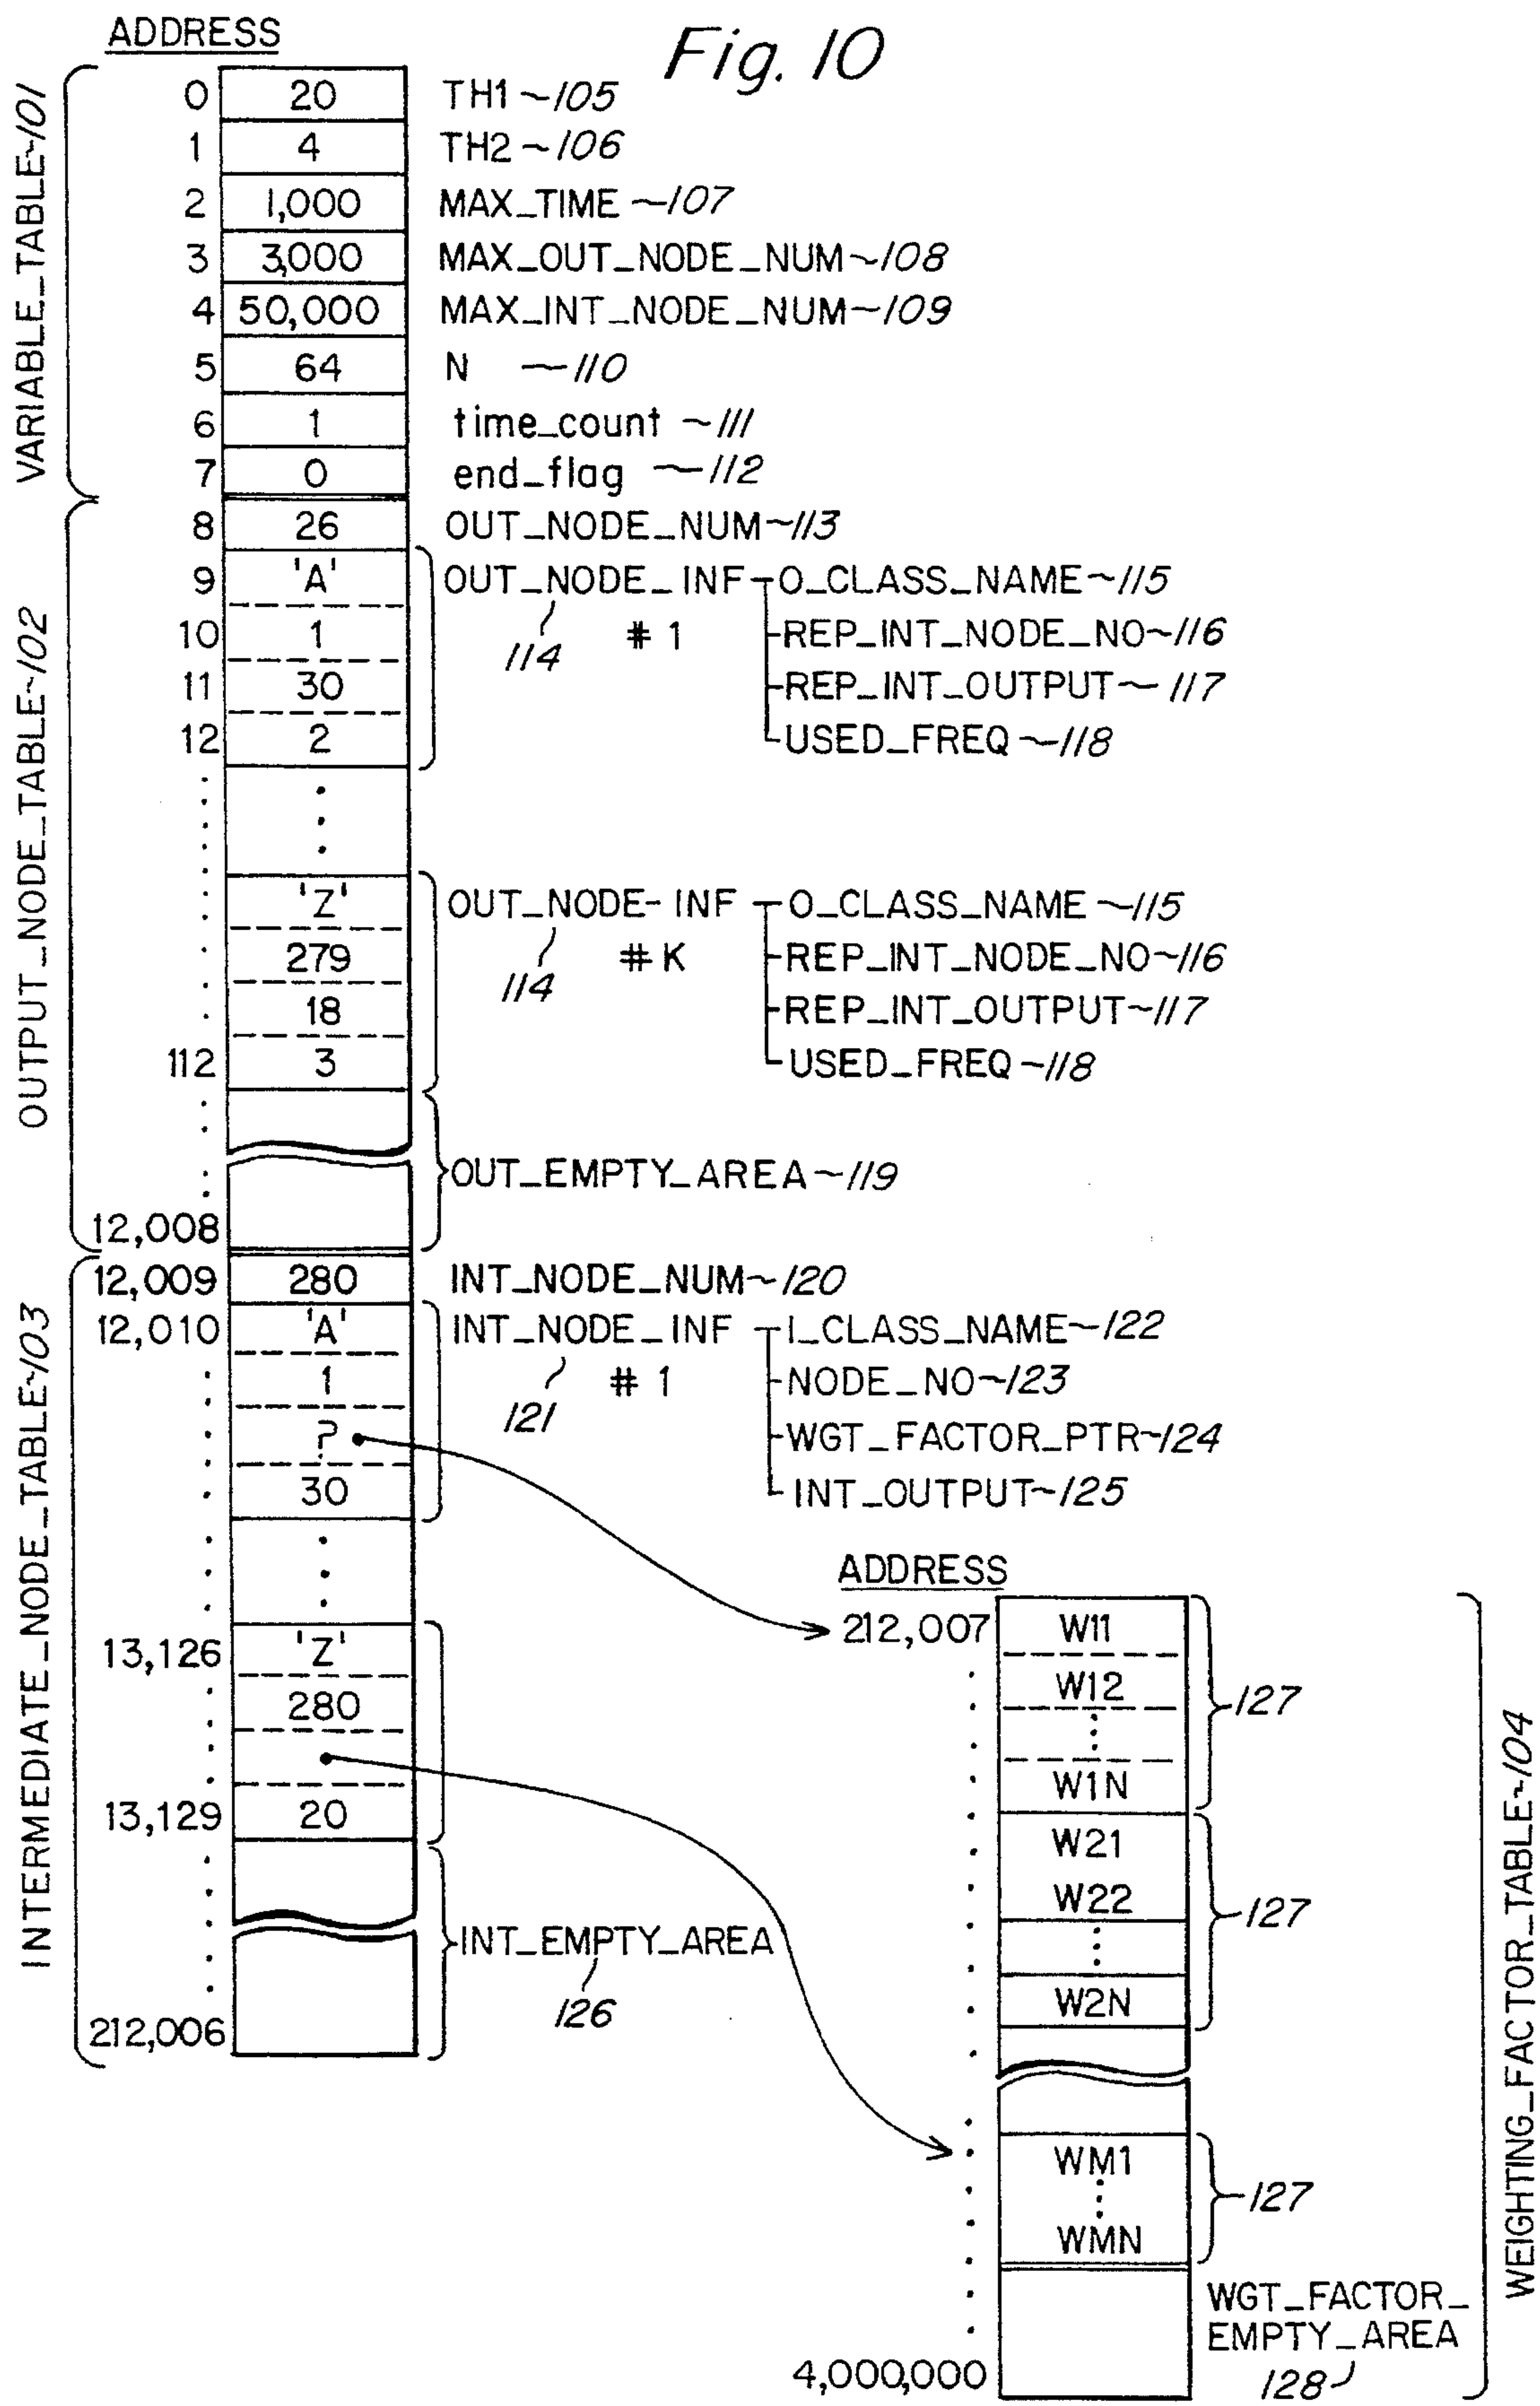 Fig. 10
ADDRESS
VARIABLE_TABLE~101
0 20 TH1 ~105
1 4 TH2 ~106
2 1,000 MAX_TIME ~107
3 3,000 MAX_OUT_NODE_NUM~108
4 50,000 MAX_INT_NODE_NUM~109
5 64 N ~110
6 1 time_count ~111
7 0 end_flag ~112
OUTPUT_NODE_TABLE~102
8 26 OUT_NODE_NUM~113
9 'A' OUT_NODE_INF O_CLASS_NAME~115
10 1 114 #1 REP_INT_NODE_NO~116
11 30 REP_INT_OUTPUT~117
12 2 USED_FREQ~118
'Z' OUT_NODE-INF O_CLASS_NAME~115
279 114 #K REP_INT_NODE_NO~116
18 REP_INT_OUTPUT~117
112 3 USED_FREQ~118
OUT_EMPTY_AREA~119
12,008
INTERMEDIATE_NODE_TABLE~103
12,009 280 INT_NODE_NUM~120
12,010 'A' INT_NODE_INF I_CLASS_NAME~122
1 121 #1 NODE_NO~123
? WGT_FACTOR_PTR~124
30 INT_OUTPUT~125
13,126 'Z'
280
13,129 20
INT_EMPTY_AREA
126
212,006
ADDRESS
WEIGHTING_FACTOR_TABLE~104
212,007 W11
W12 127
W1N
W21
W22 127
W2N
WM1
127
WMN
WGT_FACTOR_
EMPTY_AREA
4,000,000 128